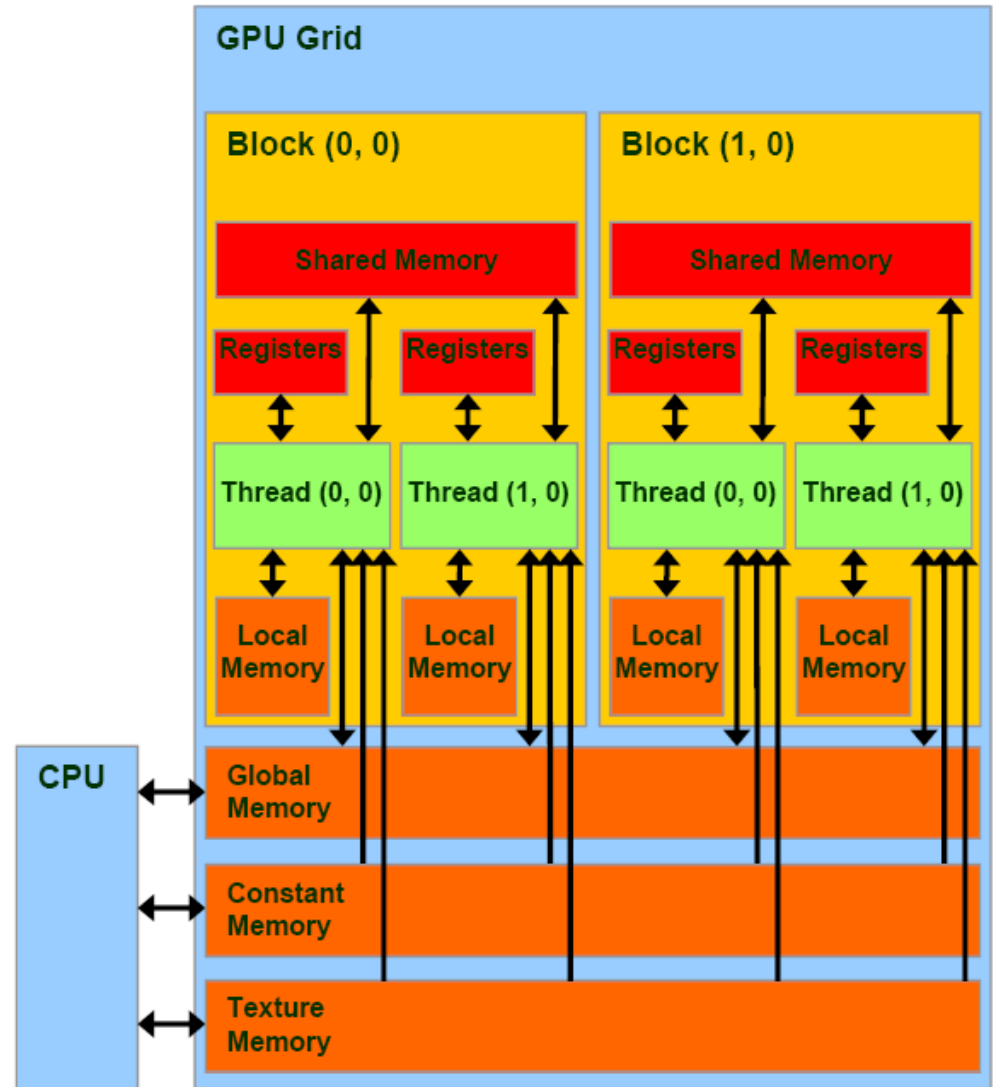 GPU Grid
Block (0, 0)
Block (1, 0)
Shared Memory
Shared Memory
Registers
Registers
Registers
Registers
Thread (0, 0)
Thread (1, 0)
Thread (0, 0)
Thread (1, 0)
Local
Memory
Local
Memory
Local
Memory
Local
Memory
CPU
Global
Memory
Constant
Memory
Texture
Memory